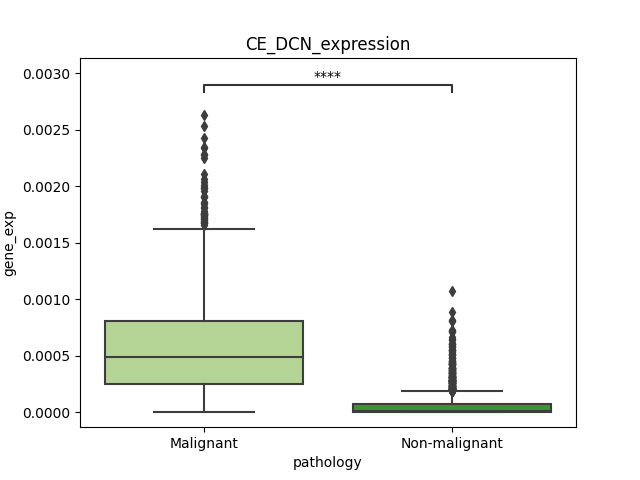 CE_DCN_expression
0.0030
****
0.0025
0.0020
0.0015
0.0010
0.0005
0.0000
gene_exp
Malignant
Non-malignant
pathology